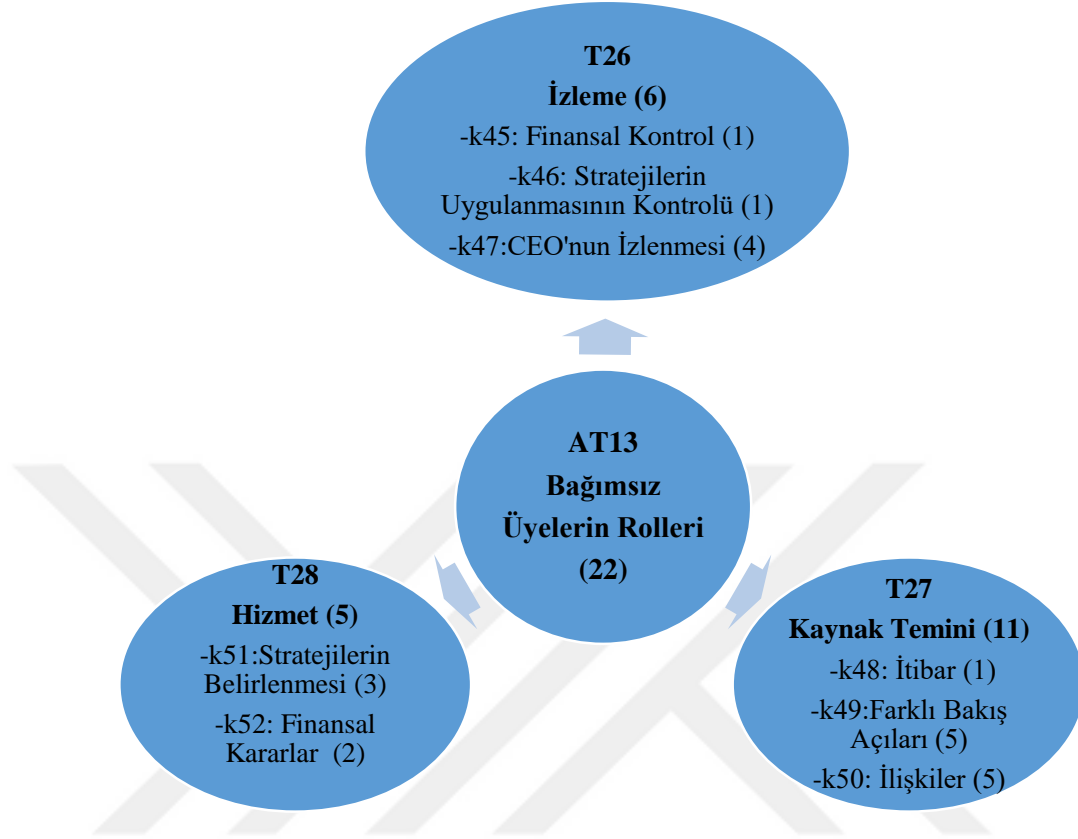 T26
İzleme (6)
-k45: Finansal Kontrol (1)
-k46: Stratejilerin
Uygulanmasının Kontrolü (1)
-k47:CEO'nun İzlenmesi (4)
AT13
Bağımsız
Üyelerin Rolleri
(22)
T28
Hizmet (5)
-k51:Stratejilerin
Belirlenmesi (3)
-k52: Finansal
Kararlar (2)
T27
Kaynak Temini (11)
-k48: İtibar (1)
-k49:Farklı Bakış
Açıları (5)
-k50: İlişkiler (5)